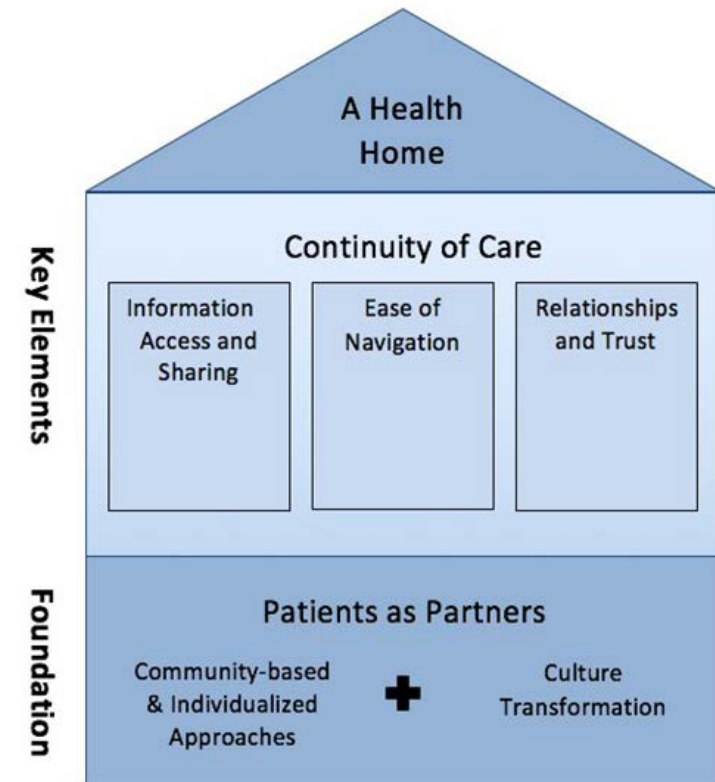 A Health
Home
Key Elements
Continuity of Care
Information
Access and
Sharing
Ease of
Navigation
Relationships
and Trust
Foundation
Patients as Partners
Community-based
& Individualized
Approaches
+
Culture
Transformation